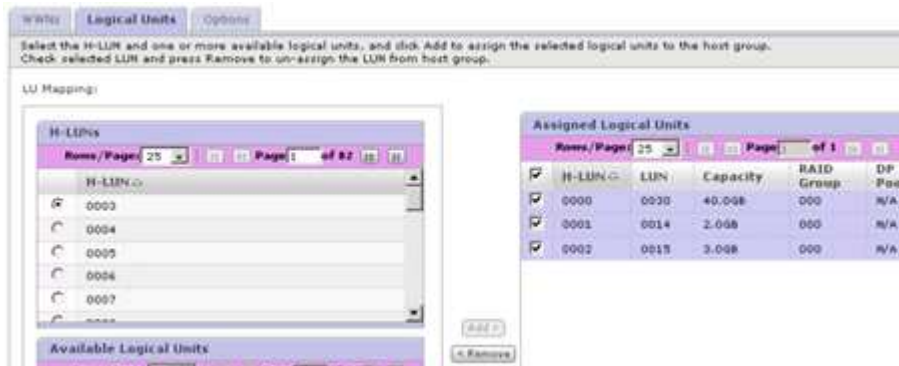 WWNs Logical Units Options
Select the H-LUN and one or more available logical units, and click Add to assign the selected logical units to the host group.
Check selected LUN and press Remove to un-assign the LUN from host group.
LU Mapping:
H-LUNs
Rows/Page: 25 Page 1 of 82
H-LUN
0003
0004
0005
0006
0007
Available Logical Units
Add >
< Remove
Assigned Logical Units
Rows/Page: 25 Page of 1
H-LUN LUN Capacity RAID Group DP
0000 0030 40.0GB 000 N/A
0001 0014 2.0GB 000 N/A
0002 0015 3.0GB 000 N/A